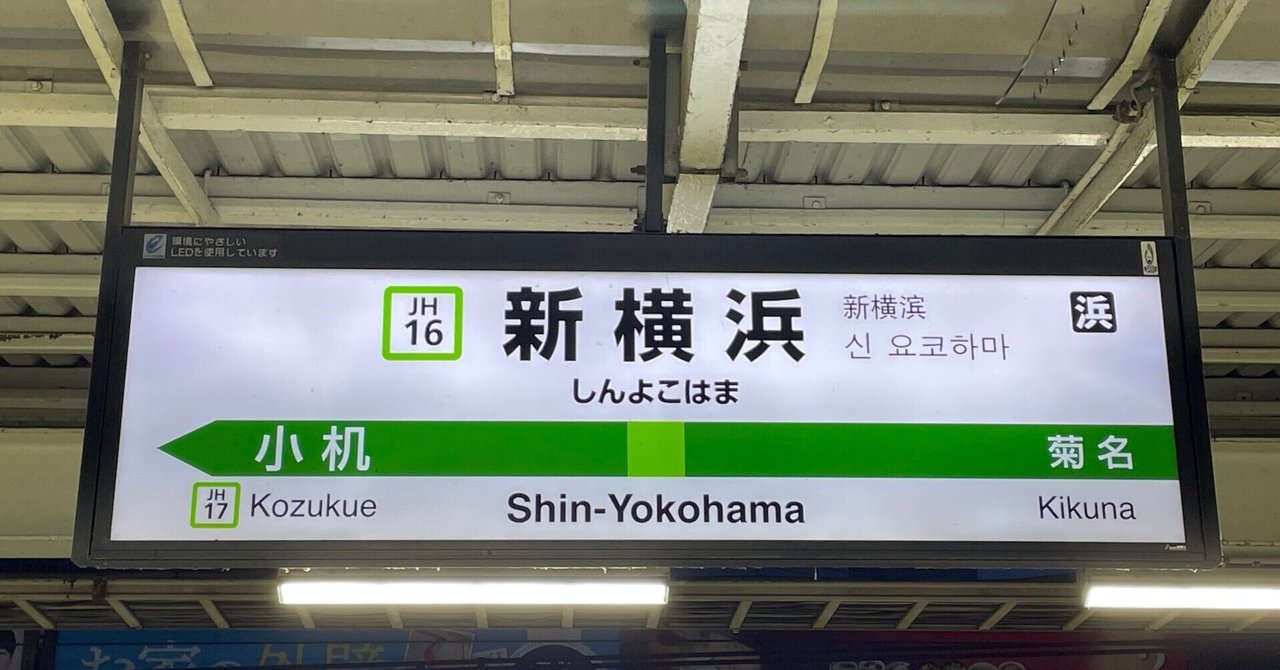 環境にやさしい
LEDを使用しています
JH
16
新横浜
新横滨
신 요코하마
浜
しんよこはま
小机
菊名
JH
17
Kozukue
Shin-Yokohama
Kikuna